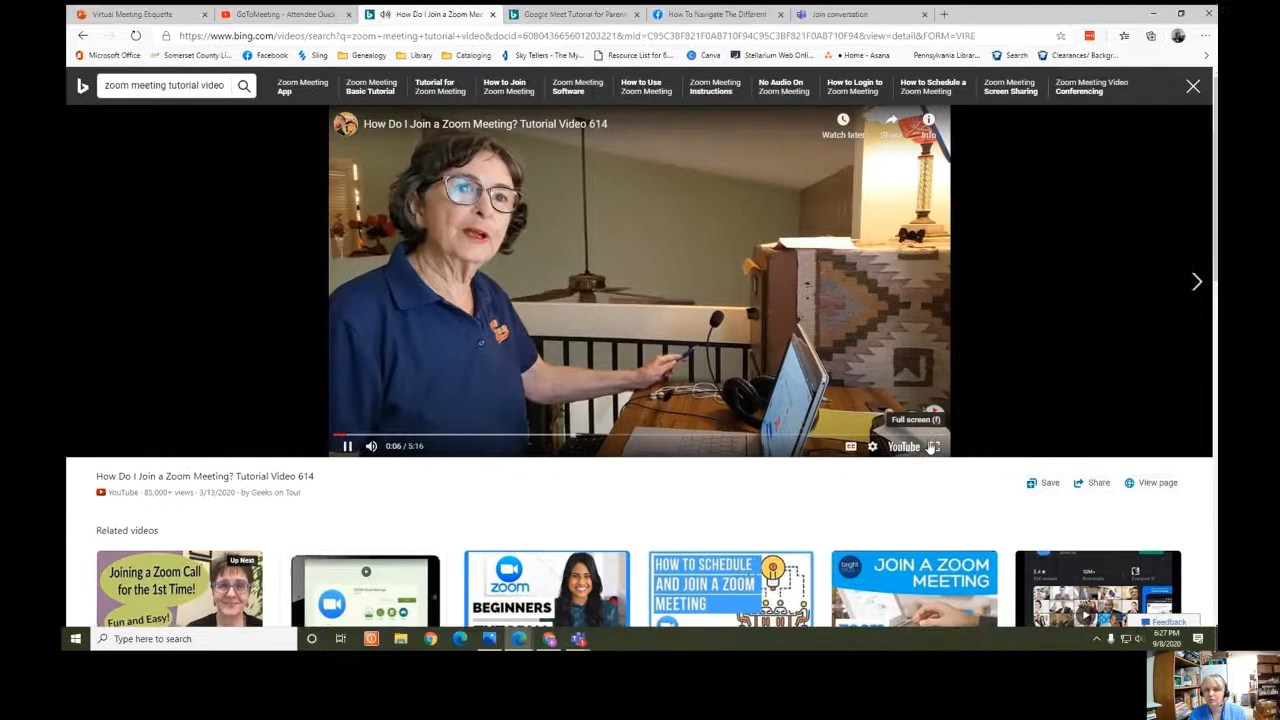 Virtual Meeting Etiquette
GoToMeeting - Attendee Quick
How Do I Join a Zoom Mee
Google Meet Tutorial for Paren
How To Navigate The Different
Join conversation
https://www.bing.com/videos/search?q=zoom+meeting+tutorial+video&docid=608043665601203221&mid=C95C3BF821F0AB710F94C95C3BF821F0AB710F94&view=detail&FORM=VIRE
Microsoft Office
Somerset County Li...
Facebook
Sling
Genealogy
Library
Cataloging
Sky Tellers - The My...
Resource List for 6...
Canva
Stellarium Web Onli...
Home - Asana
Pennsylvania Librar...
Search
Clearances/ Backgr...
zoom meeting tutorial video
Zoom Meeting App
Zoom Meeting Basic Tutorial
Tutorial for Zoom Meeting
How to Join Zoom Meeting
Zoom Meeting Software
How to Use Zoom Meeting
Zoom Meeting Instructions
No Audio On Zoom Meeting
How to Login to Zoom Meeting
How to Schedule a Zoom Meeting
Zoom Meeting Screen Sharing
Zoom Meeting Video Conferencing
How Do I Join a Zoom Meeting? Tutorial Video 614
Watch later
Share
Info
Full screen (f)
0:06 / 5:16
CC
YouTube
How Do I Join a Zoom Meeting? Tutorial Video 614
YouTube · 85,000+ views · 3/13/2020 · by Geeks on Tour
Save
Share
View page
Related videos
Up Next
Joining a Zoom Call
for the 1st Time!
Fun and Easy!
zoom
BEGINNERS
HOW TO SCHEDULE
AND JOIN A ZOOM
MEETING
bright
JOIN A ZOOM
MEETING
Feedback
Type here to search
6:27 PM
9/8/2020